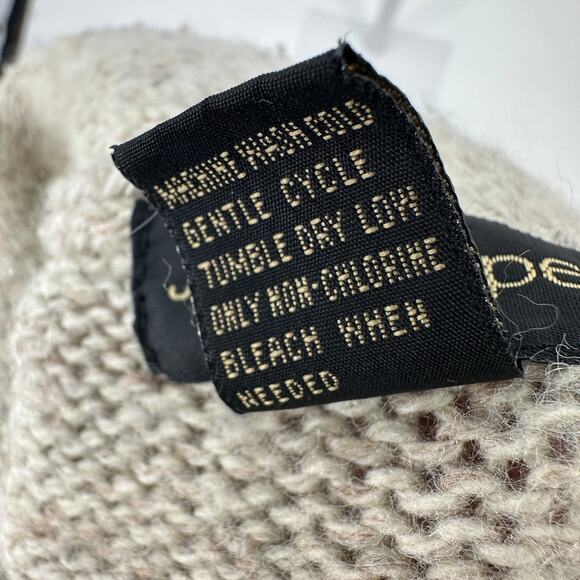 MACHINE WASH COLD
GENTLE CYCLE
TUMBLE DRY LOW
ONLY NON-CHLORINE
BLEACH WHEN
NEEDED